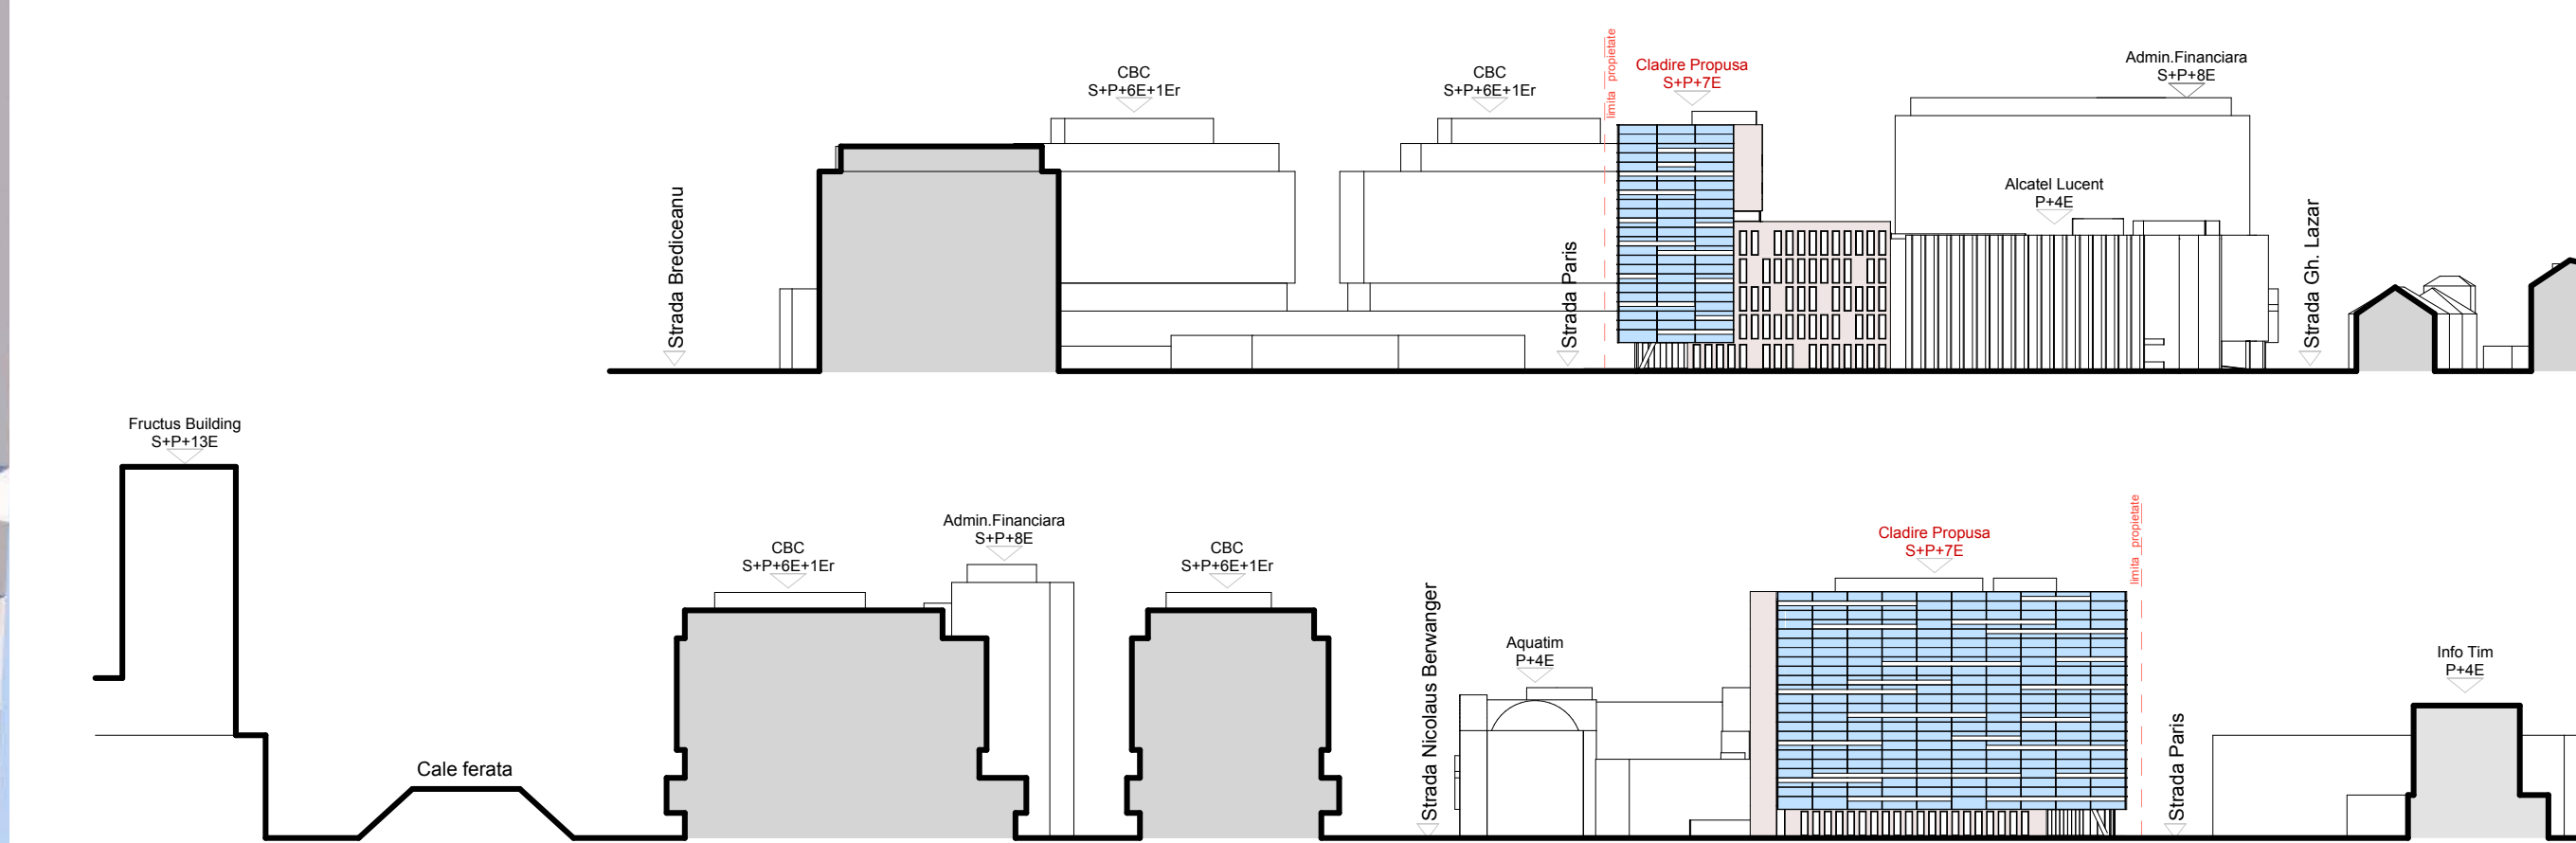 limita propietate
CBC
S+P+6E+1Er
CBC
S+P+6E+1Er
Cladire Propusa
S+P+7E
Admin.Financiara
S+P+8E
Alcatel Lucent
P+4E
Strada Brediceanu
Strada Paris
Strada Gh. Lazar
Fructus Building
S+P+13E
Cale ferata
CBC
S+P+6E+1Er
Admin.Financiara
S+P+8E
CBC
S+P+6E+1Er
Strada Nicolaus Berwanger
Aquatim
P+4E
Cladire Propusa
S+P+7E
limita propietate
Strada Paris
Info Tim
P+4E